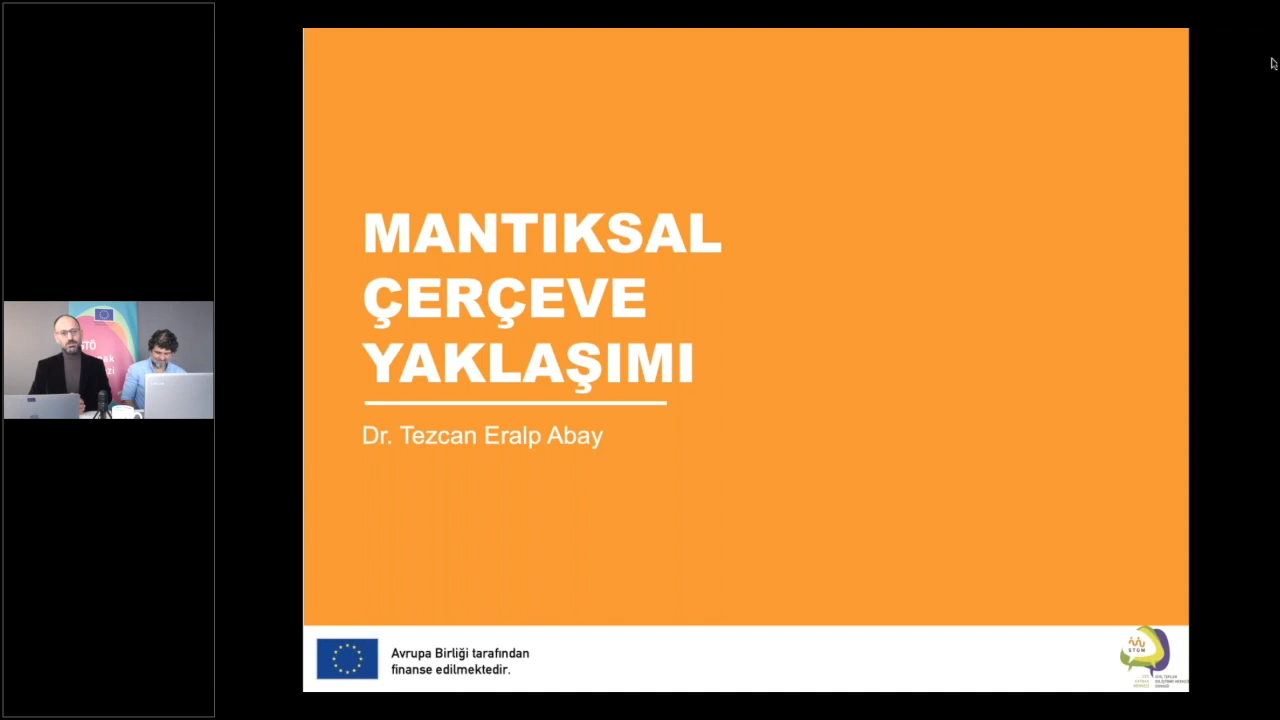 MANTIKSAL
ÇERÇEVE
YAKLAŞIMI
Dr. Tezcan Eralp Abay
Avrupa Birliği tarafından
finanse edilmektedir.
STGM